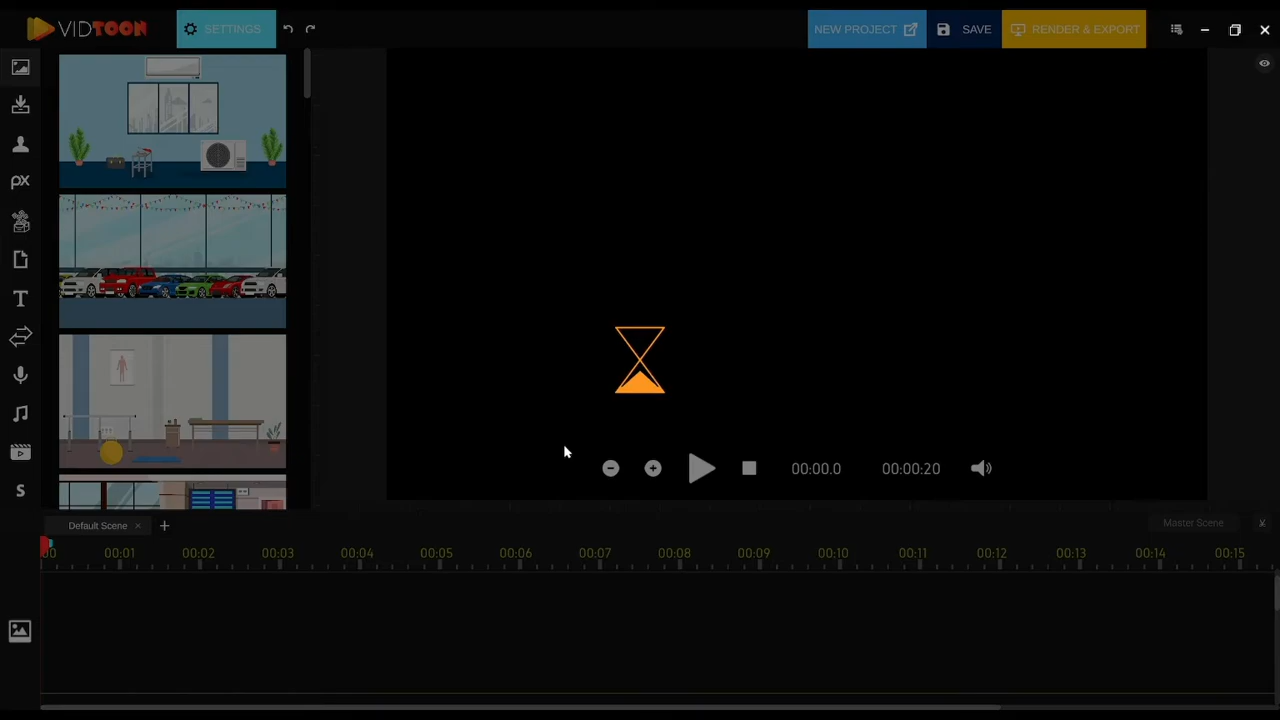 VIDTOON
SETTINGS
NEW PROJECT
SAVE
RENDER & EXPORT
PX
T
S
00:00.0
00:00:20
Default Scene
Master Scene
00 00:01 00:02 00:03 00:04 00:05 00:06 00:07 00:08 00:09 00:10 00:11 00:12 00:13 00:14 00:15